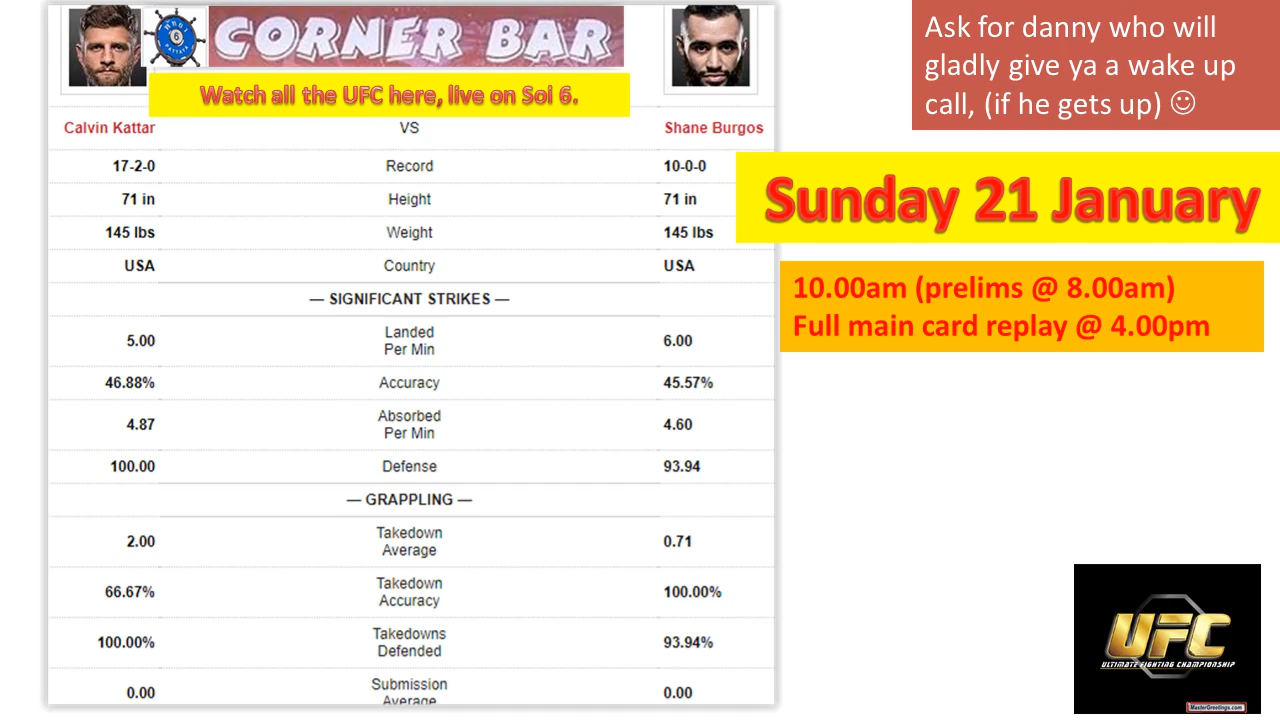 CORNER BAR
6
PATTAYA
Watch all the UFC here, live on Soi 6.
Calvin Kattar VS Shane Burgos
17-2-0 Record 10-0-0
71 in Height 71 in
145 lbs Weight 145 lbs
USA Country USA
— SIGNIFICANT STRIKES —
5.00 Landed Per Min 6.00
46.88% Accuracy 45.57%
4.87 Absorbed Per Min 4.60
100.00 Defense 93.94
— GRAPPLING —
2.00 Takedown Average 0.71
66.67% Takedown Accuracy 100.00%
100.00% Takedowns Defended 93.94%
0.00 Submission Average 0.00
Ask for danny who will
gladly give ya a wake up
call, (if he gets up) ☺
Sunday 21 January
10.00am (prelims @ 8.00am)
Full main card replay @ 4.00pm
UFC
ULTIMATE FIGHTING CHAMPIONSHIP
MasterGreetings.com